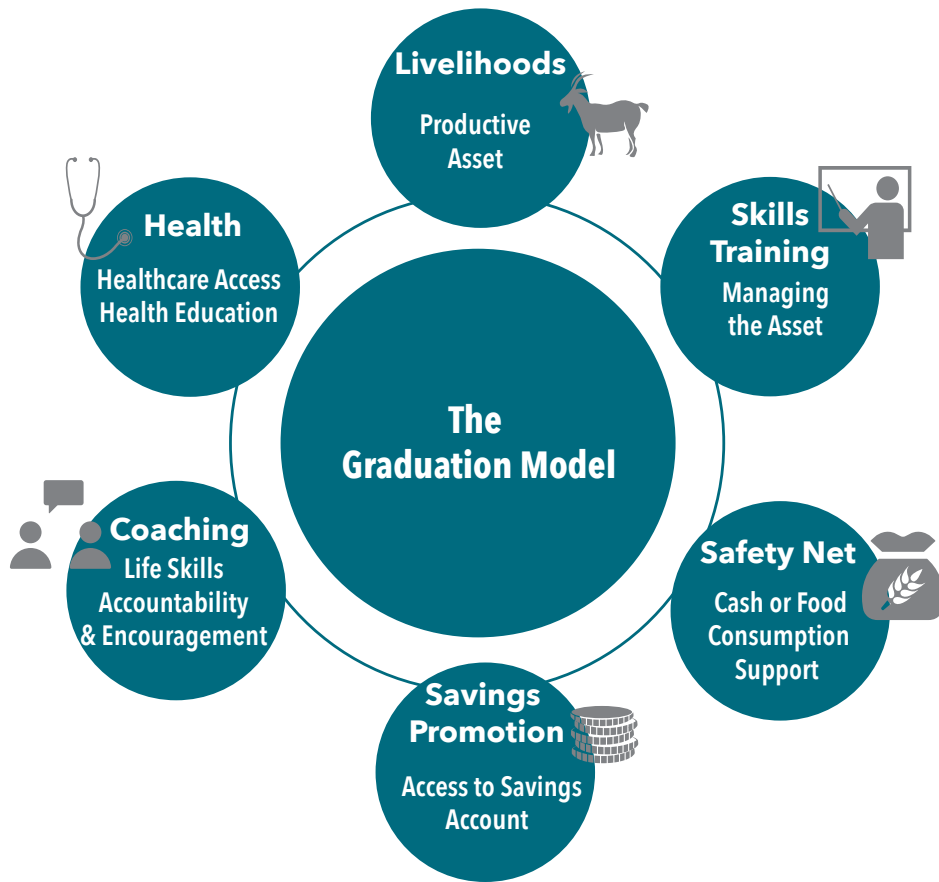 The
Graduation Model
Livelihoods
Productive
Asset
Skills
Training
Managing
the Asset
Safety Net
Cash or Food
Consumption
Support
Savings
Promotion
Access to Savings
Account
Coaching
Life Skills
Accountability
& Encouragement
Health
Healthcare Access
Health Education